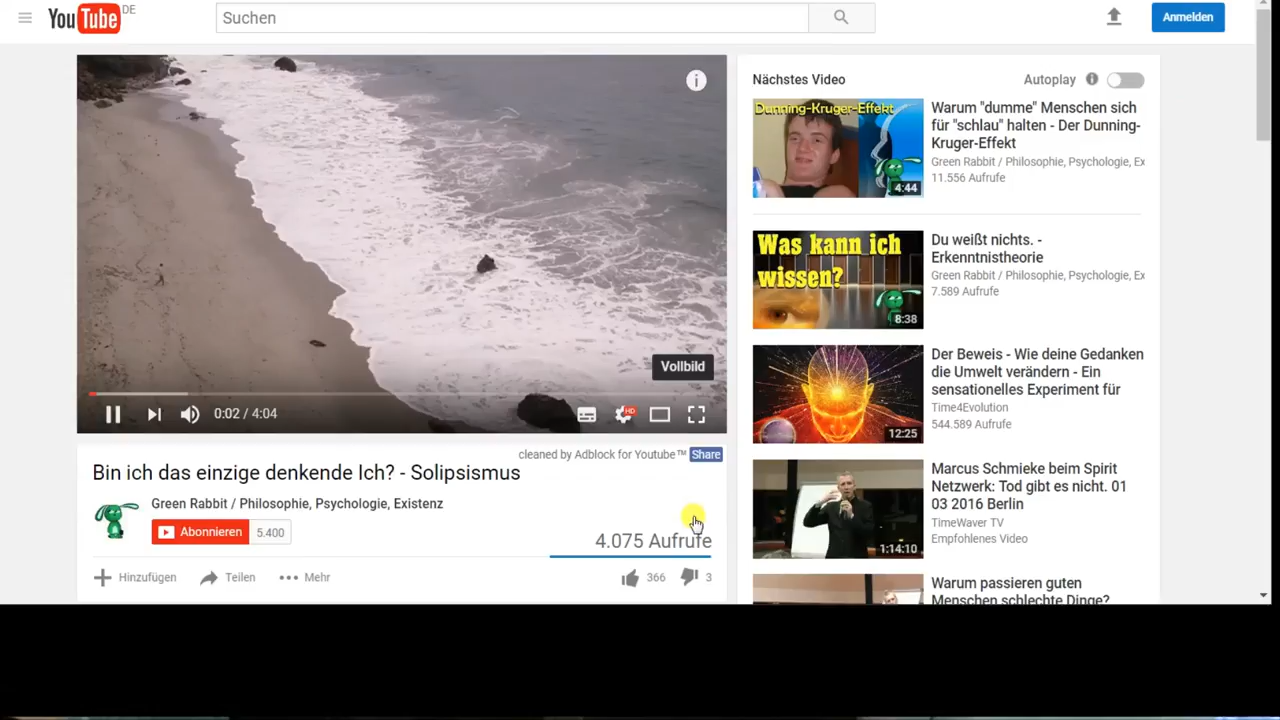 YouTube DE
Suchen
Anmelden
Vollbild
0:02 / 4:04
HD
cleaned by Adblock for Youtube™ Share
Bin ich das einzige denkende Ich? - Solipsismus
Green Rabbit / Philosophie, Psychologie, Existenz
Abonnieren 5.400
4.075 Aufrufe
Hinzufügen Teilen Mehr 366 3
Nächstes Video Autoplay
Dunning-Kruger-Effekt
4:44
Warum "dumme" Menschen sich
für "schlau" halten - Der Dunning-
Kruger-Effekt
Green Rabbit / Philosophie, Psychologie, Ex
11.556 Aufrufe
Was kann ich
wissen?
8:38
Du weißt nichts. -
Erkenntnistheorie
Green Rabbit / Philosophie, Psychologie, Ex
7.589 Aufrufe
12:25
Der Beweis - Wie deine Gedanken
die Umwelt verändern - Ein
sensationelles Experiment für
Time4Evolution
544.589 Aufrufe
1:14:10
Marcus Schmieke beim Spirit
Netzwerk: Tod gibt es nicht. 01
03 2016 Berlin
TimeWaver TV
Empfohlenes Video
Warum passieren guten
Menschen schlechte Dinge?